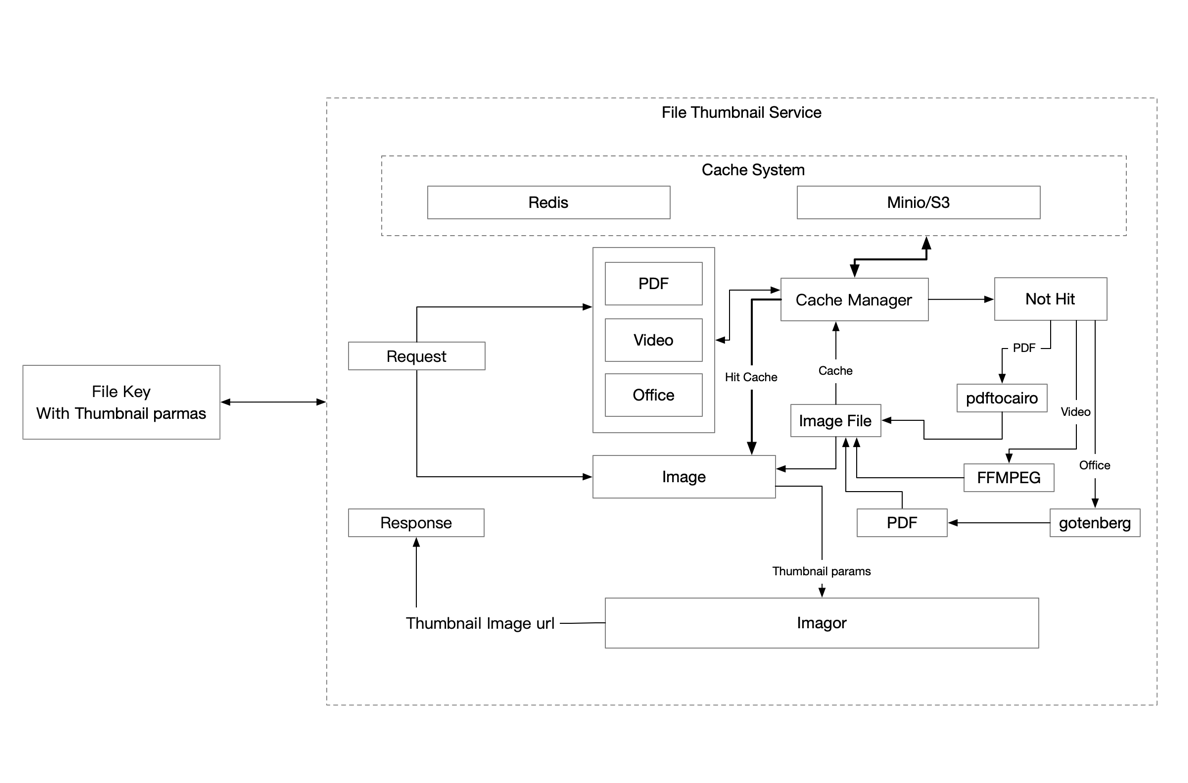 File Thumbnail Service
Cache System
Redis
Minio/S3
PDF
Video
Office
Cache Manager
Not Hit
Request
Hit Cache
Cache
PDF
pdftocairo
File Key
With Thumbnail parmas
Video
Image File
Office
Image
FFMPEG
Response
PDF
gotenberg
Thumbnail params
Thumbnail Image url
Imagor